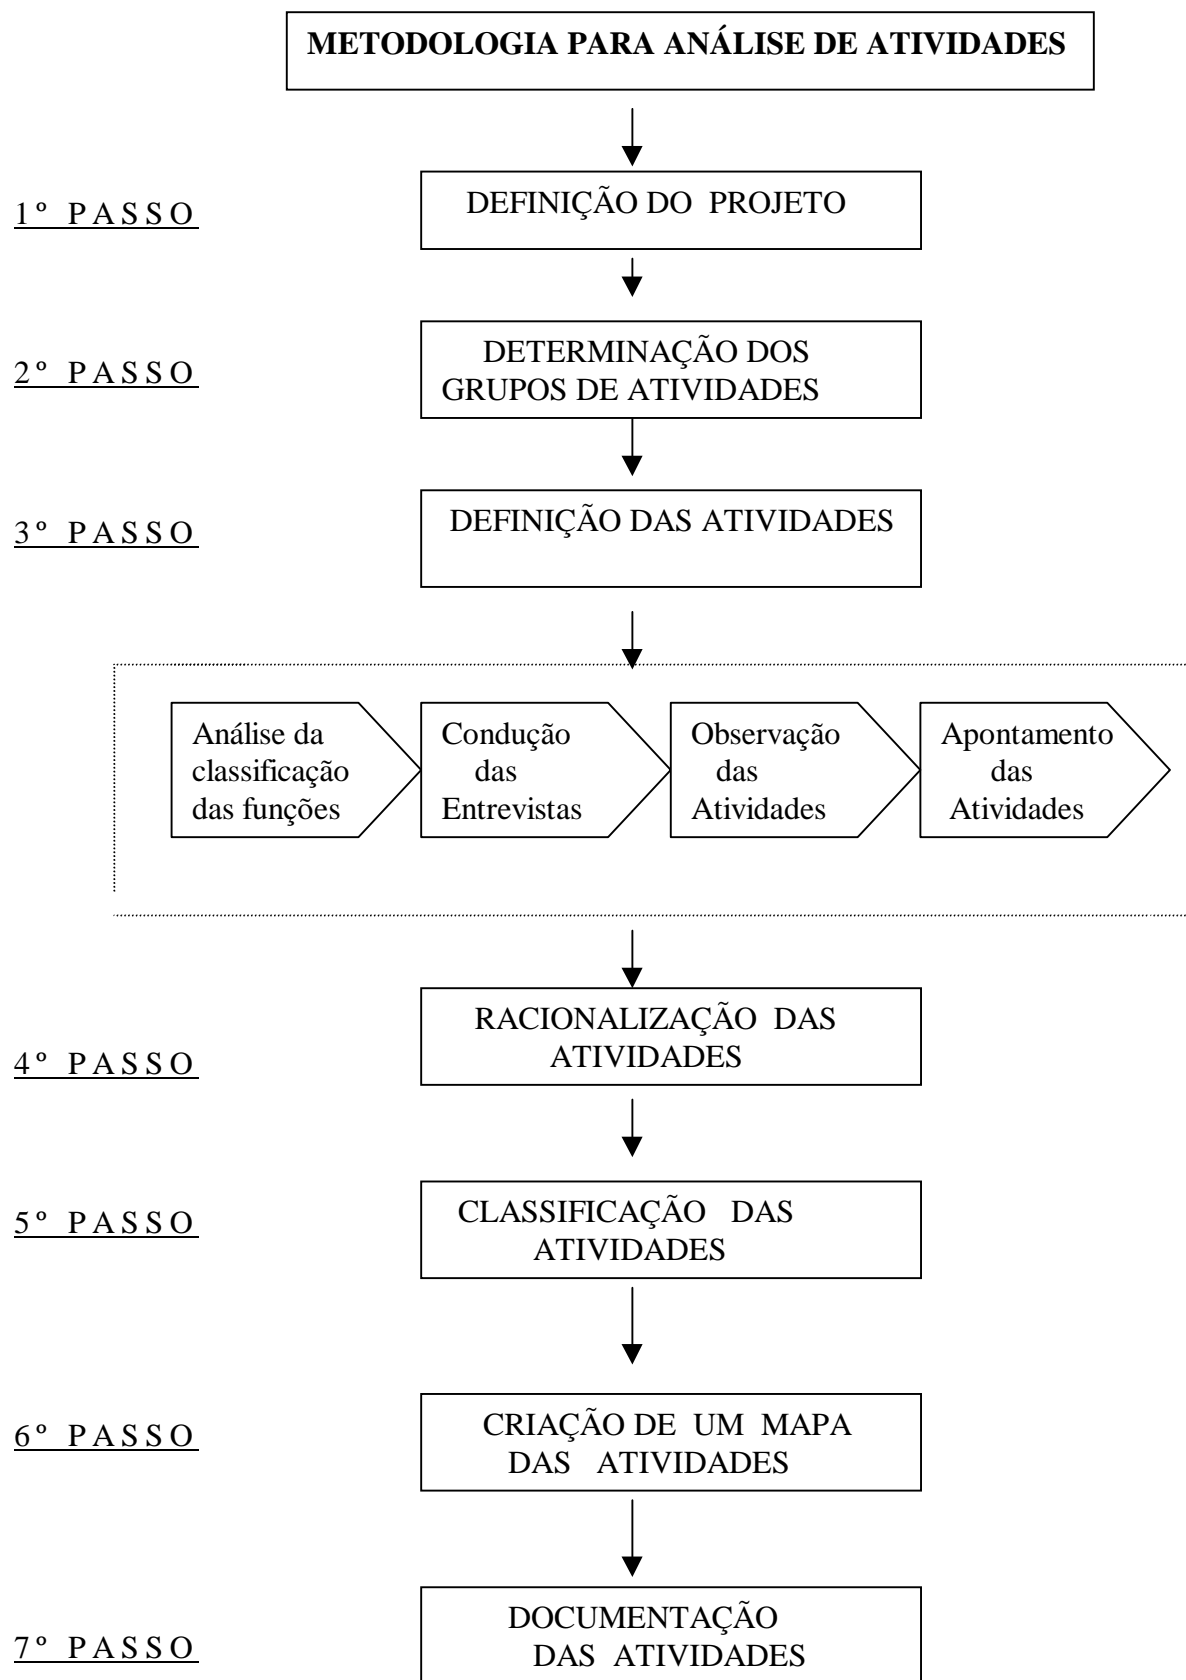 METODOLOGIA PARA ANÁLISE DE ATIVIDADES
1º PASSO
DEFINIÇÃO DO PROJETO
2º PASSO
DETERMINAÇÃO DOS
GRUPOS DE ATIVIDADES
3º PASSO
DEFINIÇÃO DAS ATIVIDADES
Análise da
classificação
das funções
Condução
das
Entrevistas
Observação
das
Atividades
Apontamento
das
Atividades
4º PASSO
RACIONALIZAÇÃO DAS
ATIVIDADES
5º PASSO
CLASSIFICAÇÃO DAS
ATIVIDADES
6º PASSO
CRIAÇÃO DE UM MAPA
DAS ATIVIDADES
7º PASSO
DOCUMENTAÇÃO
DAS ATIVIDADES